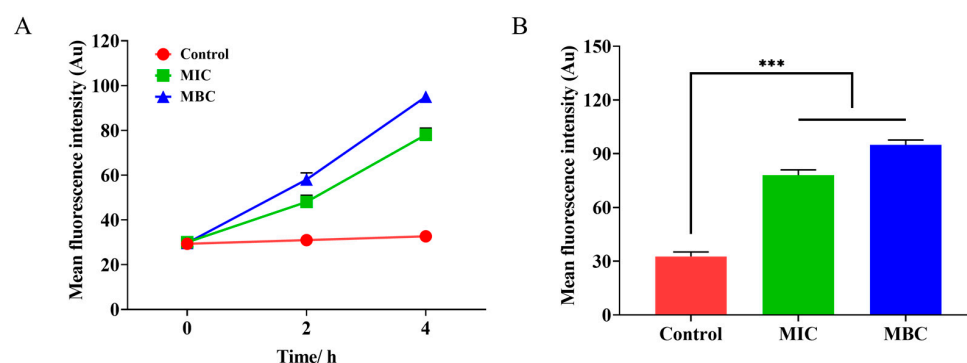 A
Mean fluorescence intensity (Au)
120
100
80
60
40
20
0
Control
MIC
MBC
0
2
4
Time/ h
B
Mean fluorescence intensity (Au)
150
120
90
60
30
0
***
Control
MIC
MBC